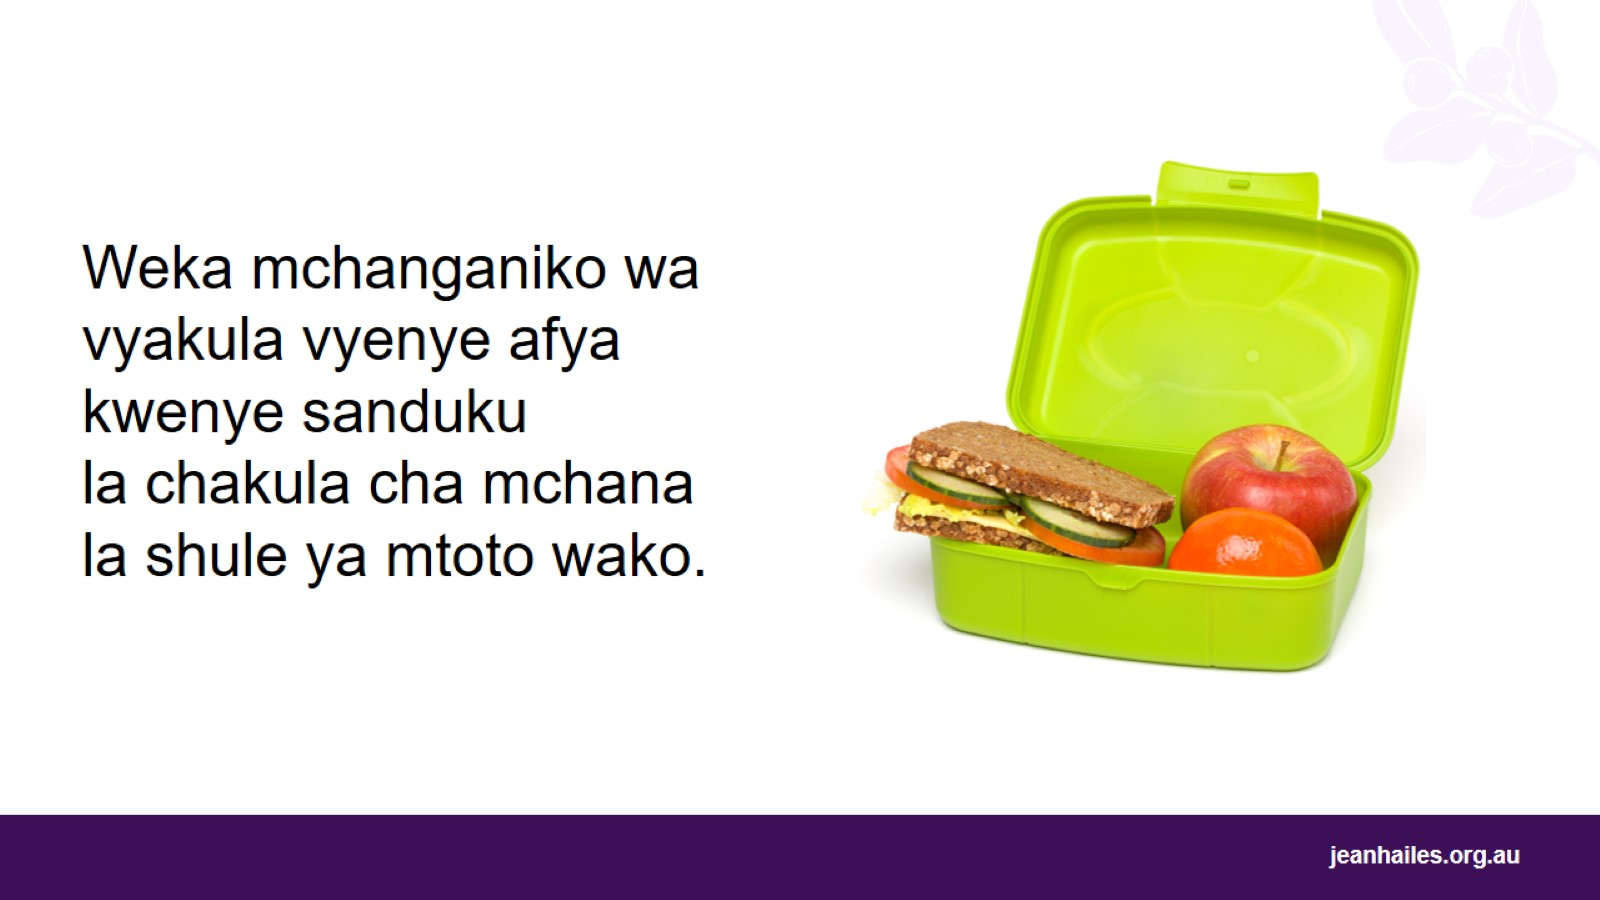 Weka mchanganiko wa
vyakula vyenye afya
kwenye sanduku
la chakula cha mchana
la shule ya mtoto wako.
jeanhailes.org.au